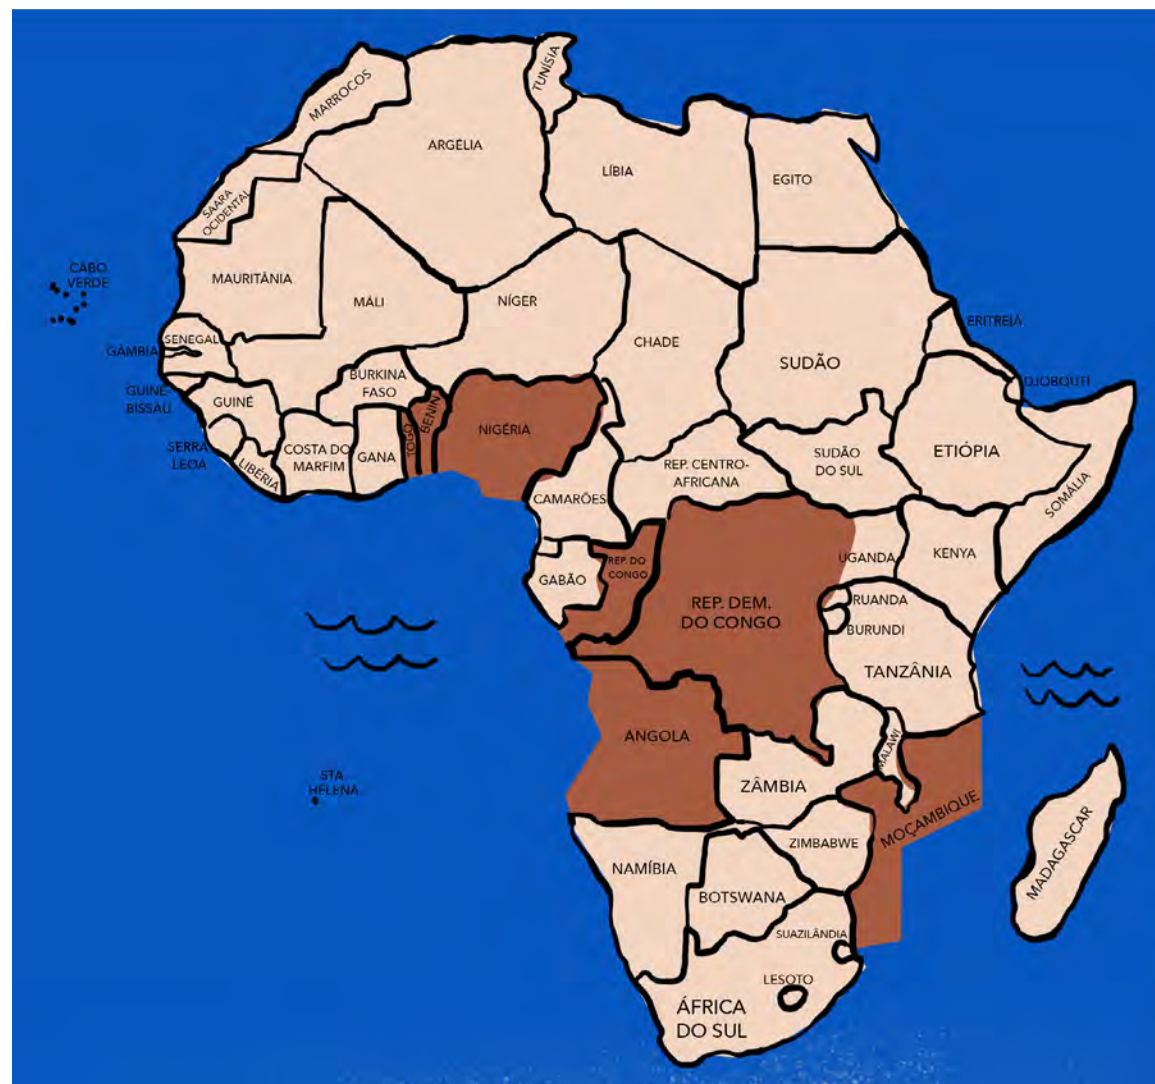 TUNÍSIA
MARROCOS
ARGÉLIA
LÍBIA
EGITO
SAARA
OCIDENTAL
CABO
VERDE
MAURITÂNIA
MÁLI
NÍGER
CHADE
SUDÃO
ERITREIA
SENEGAL
GÂMBIA
DJOBOUTI
GUINÉ-
BISSAU
GUINÉ
BURKINA
FASO
BENIN
TOGO
NIGÉRIA
SERRA
LEOA
LIBÉRIA
COSTA DO
MARFIM
GANA
CAMARÕES
REP. CENTRO-
AFRICANA
SUDÃO
DO SUL
ETIÓPIA
SOMÁLIA
GABÃO
REP. DO
CONGO
REP. DEM.
DO CONGO
UGANDA
KENYA
RUANDA
BURUNDI
TANZÂNIA
ANGOLA
MALAWI
ZÂMBIA
STA.
HELENA
MOÇAMBIQUE
ZIMBABWE
MADAGASCAR
NAMÍBIA
BOTSWANA
SUAZILÂNDIA
LESOTO
ÁFRICA
DO SUL